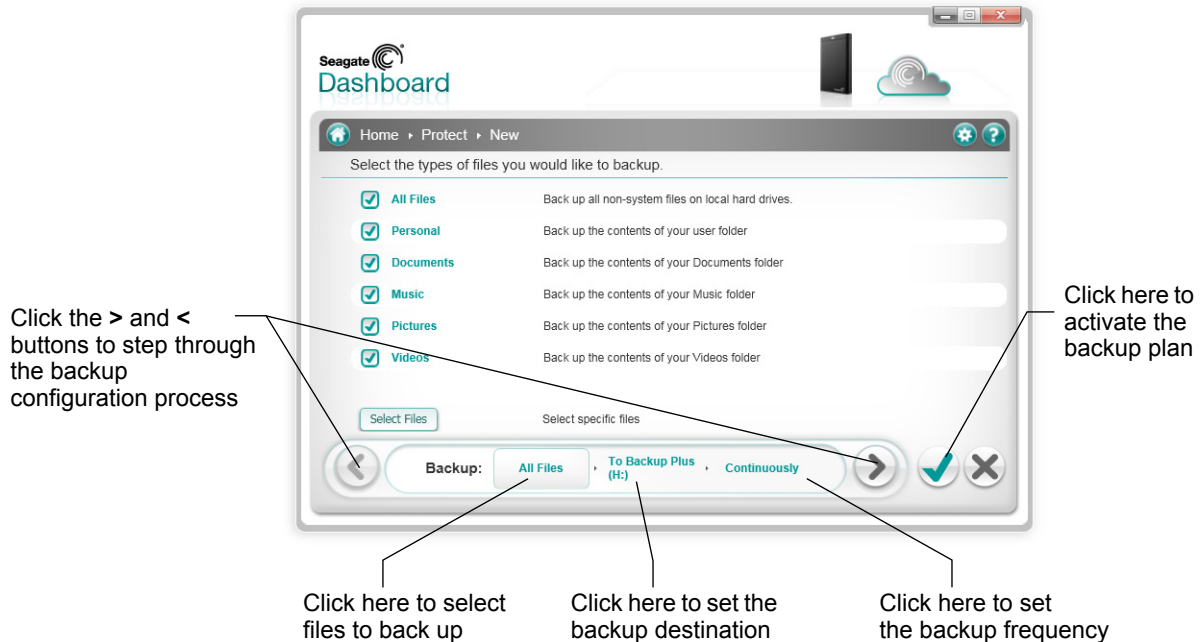 Seagate
Dashboard
Home ▸ Protect ▸ New
?
Select the types of files you would like to backup.
All Files Back up all non-system files on local hard drives.
Personal Back up the contents of your user folder
Documents Back up the contents of your Documents folder
Music Back up the contents of your Music folder
Pictures Back up the contents of your Pictures folder
Videos Back up the contents of your Videos folder
Select Files Select specific files
Backup: All Files ▸ To Backup Plus (H:) ▸ Continuously
Click the > and <
buttons to step through
the backup
configuration process
Click here to
activate the
backup plan
Click here to select
files to back up
Click here to set the
backup destination
Click here to set
the backup frequency